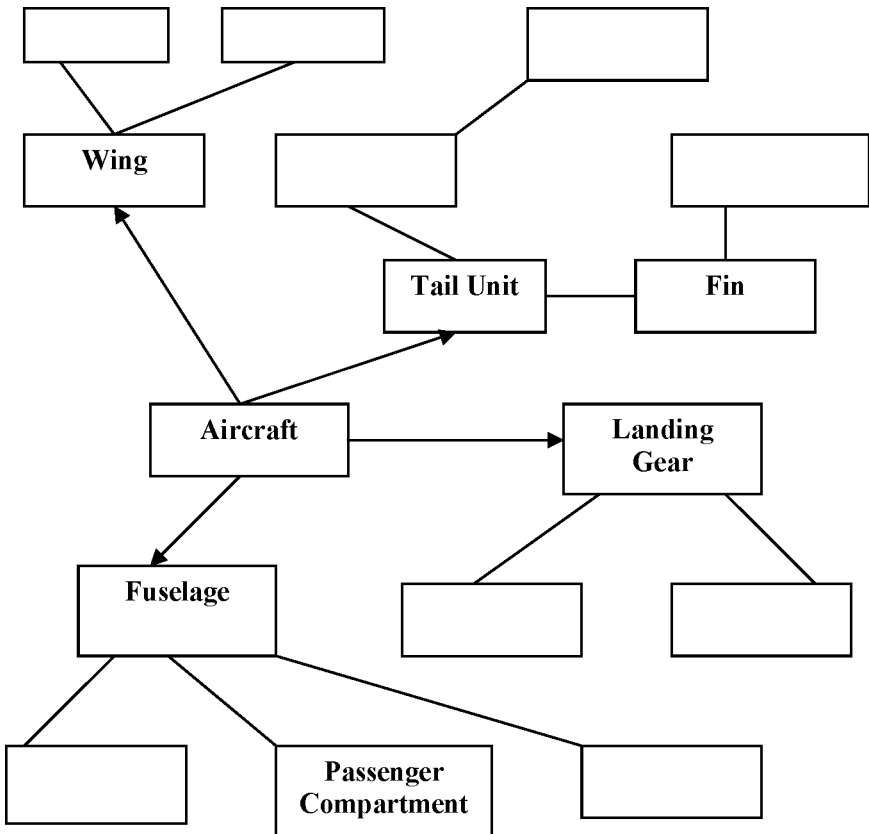 Wing
Tail Unit
Fin
Aircraft
Landing
Gear
Fuselage
Passenger
Compartment